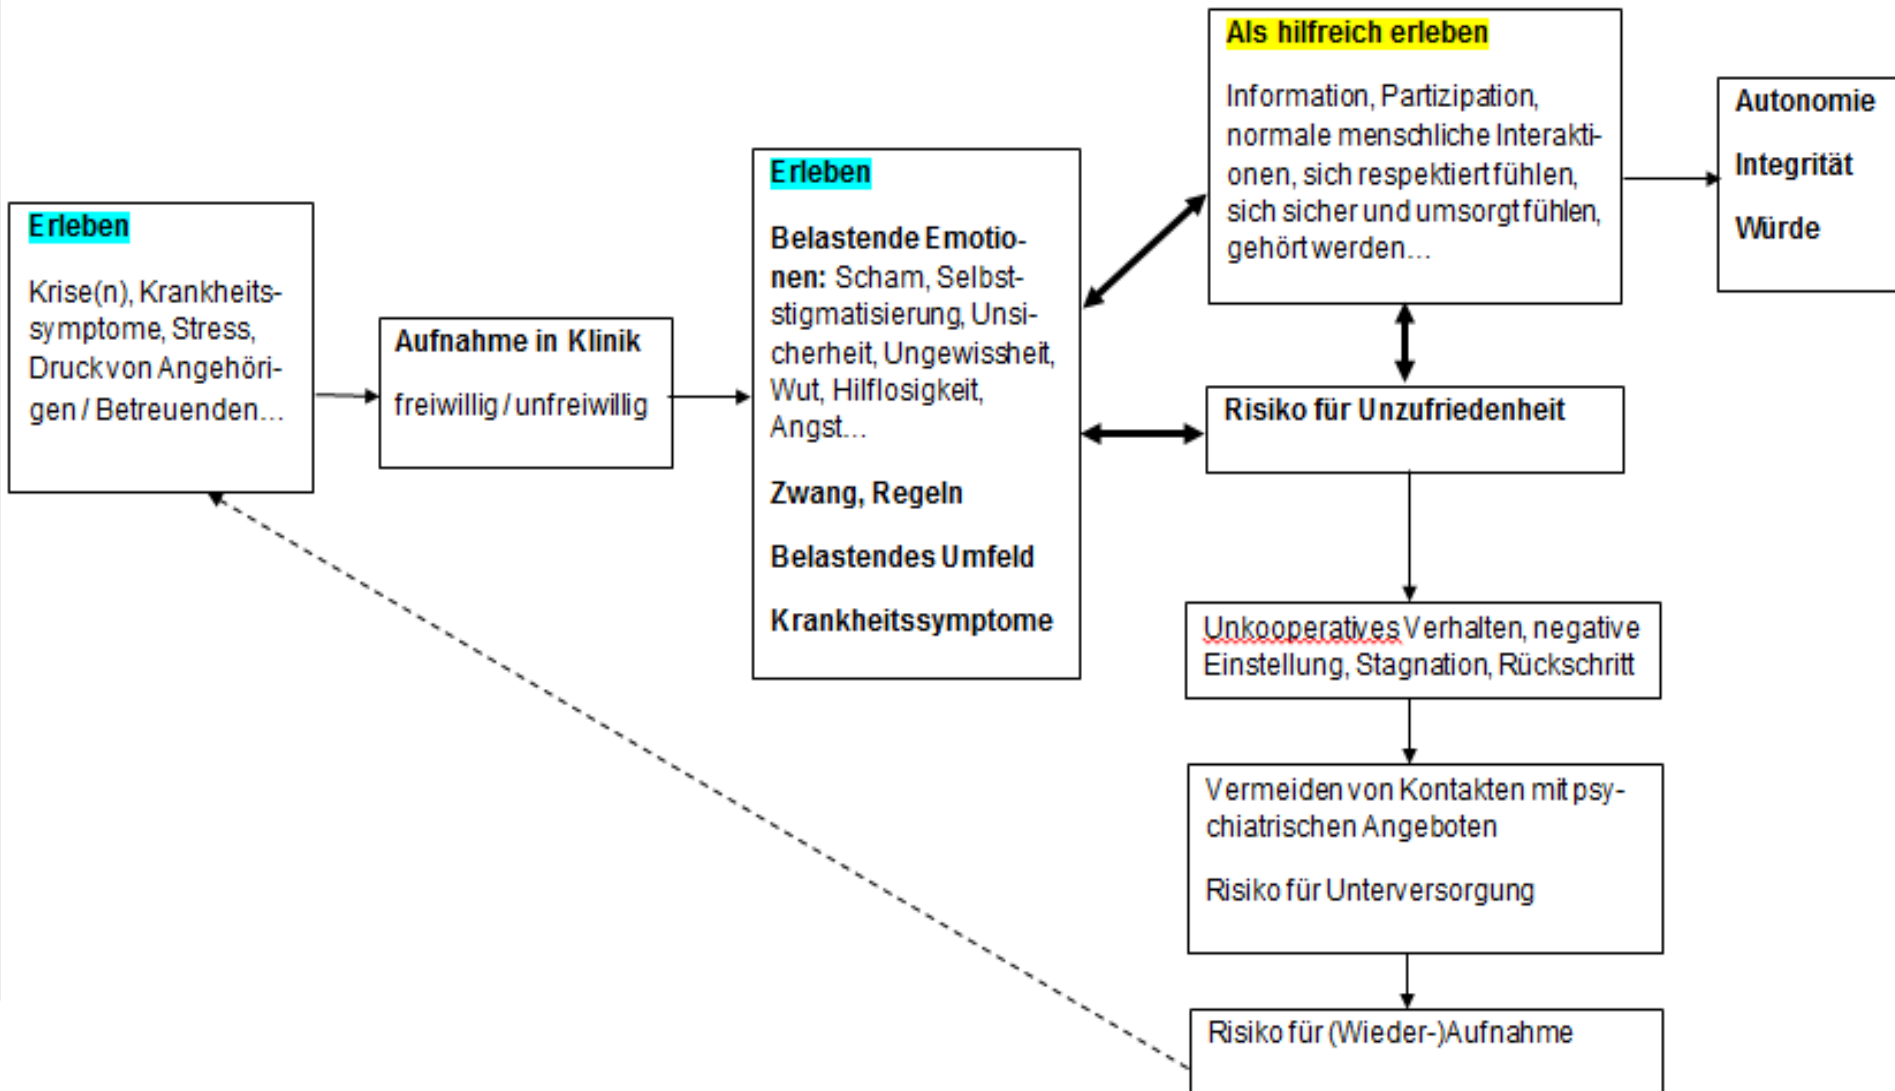 Erleben
Krise(n), Krankheits-
symptome, Stress,
Druck von Angehöri-
gen / Betreuenden...
Aufnahme in Klinik
freiwillig / unfreiwillig
Erleben
Belastende Emotio-
nen: Scham, Selbst-
stigmatisierung, Unsi-
cherheit, Ungewissheit,
Wut, Hilflosigkeit,
Angst...
Zwang, Regeln
Belastendes Umfeld
Krankheitssymptome
Als hilfreich erleben
Information, Partizipation,
normale menschliche Interakti-
onen, sich respektiert fühlen,
sich sicher und umsorgt fühlen,
gehört werden...
Autonomie
Integrität
Würde
Risiko für Unzufriedenheit
Unkooperatives Verhalten, negative
Einstellung, Stagnation, Rückschritt
Vermeiden von Kontakten mit psy-
chiatrischen Angeboten
Risiko für Unterversorgung
Risiko für (Wieder-)Aufnahme